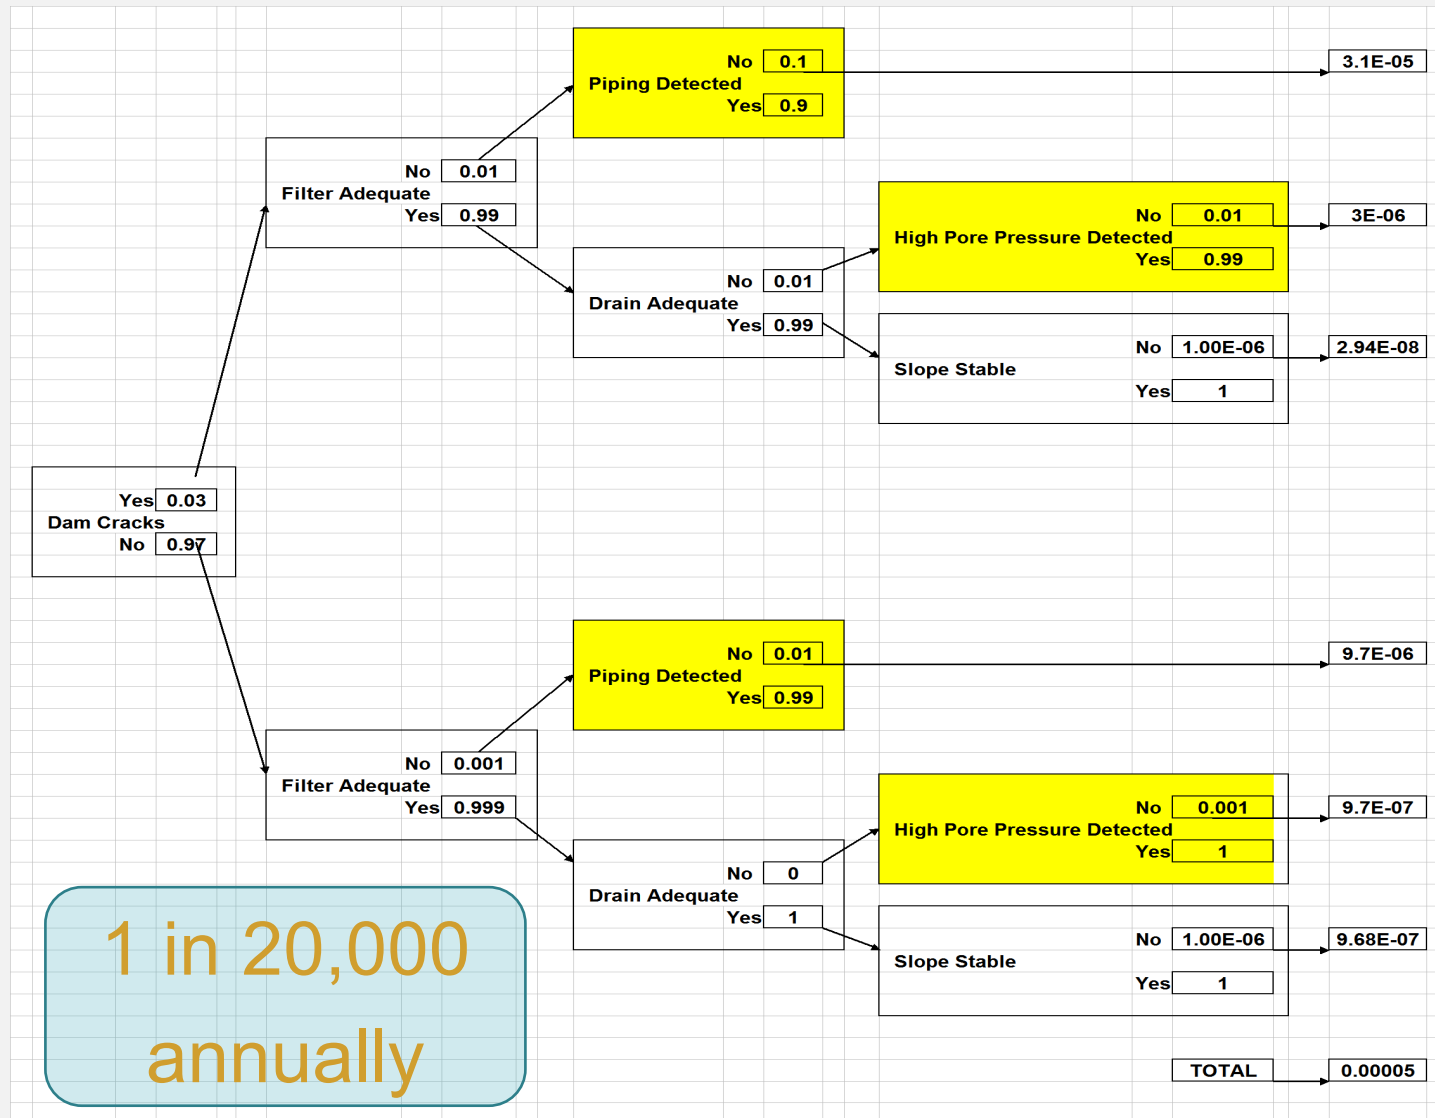 No 0.1 3.1E-05
Piping Detected
Yes 0.9
No 0.01
Filter Adequate
Yes 0.99
No 0.01 3E-06
High Pore Pressure Detected
Yes 0.99
No 0.01
Drain Adequate
Yes 0.99
No 1.00E-06 2.94E-08
Slope Stable
Yes 1
Yes 0.03
Dam Cracks
No 0.97
No 0.01 9.7E-06
Piping Detected
Yes 0.99
No 0.001
Filter Adequate
Yes 0.999
No 0.001 9.7E-07
High Pore Pressure Detected
Yes 1
No 0
Drain Adequate
Yes 1
No 1.00E-06 9.68E-07
Slope Stable
Yes 1
1 in 20,000
annually
TOTAL 0.00005